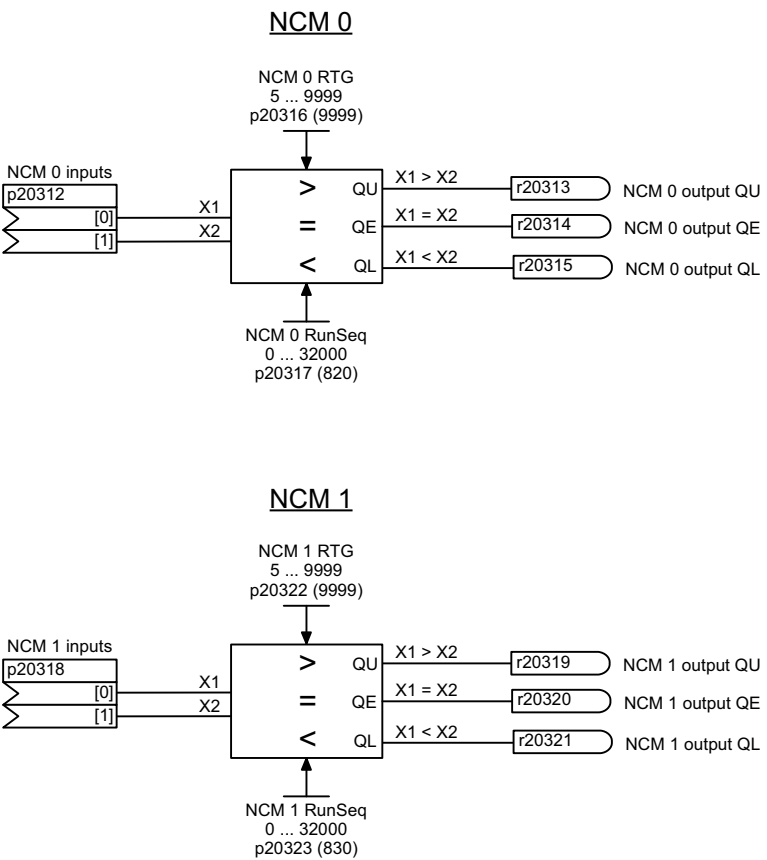 NCM 0
NCM 0 RTG
5 ... 9999
p20316 (9999)
NCM 0 inputs
p20312
[0]
[1]
X1
X2
>
=
<
QU
QE
QL
X1 > X2
X1 = X2
X1 < X2
r20313
r20314
r20315
NCM 0 output QU
NCM 0 output QE
NCM 0 output QL
NCM 0 RunSeq
0 ... 32000
p20317 (820)
NCM 1
NCM 1 RTG
5 ... 9999
p20322 (9999)
NCM 1 inputs
p20318
[0]
[1]
X1
X2
>
=
<
QU
QE
QL
X1 > X2
X1 = X2
X1 < X2
r20319
r20320
r20321
NCM 1 output QU
NCM 1 output QE
NCM 1 output QL
NCM 1 RunSeq
0 ... 32000
p20323 (830)